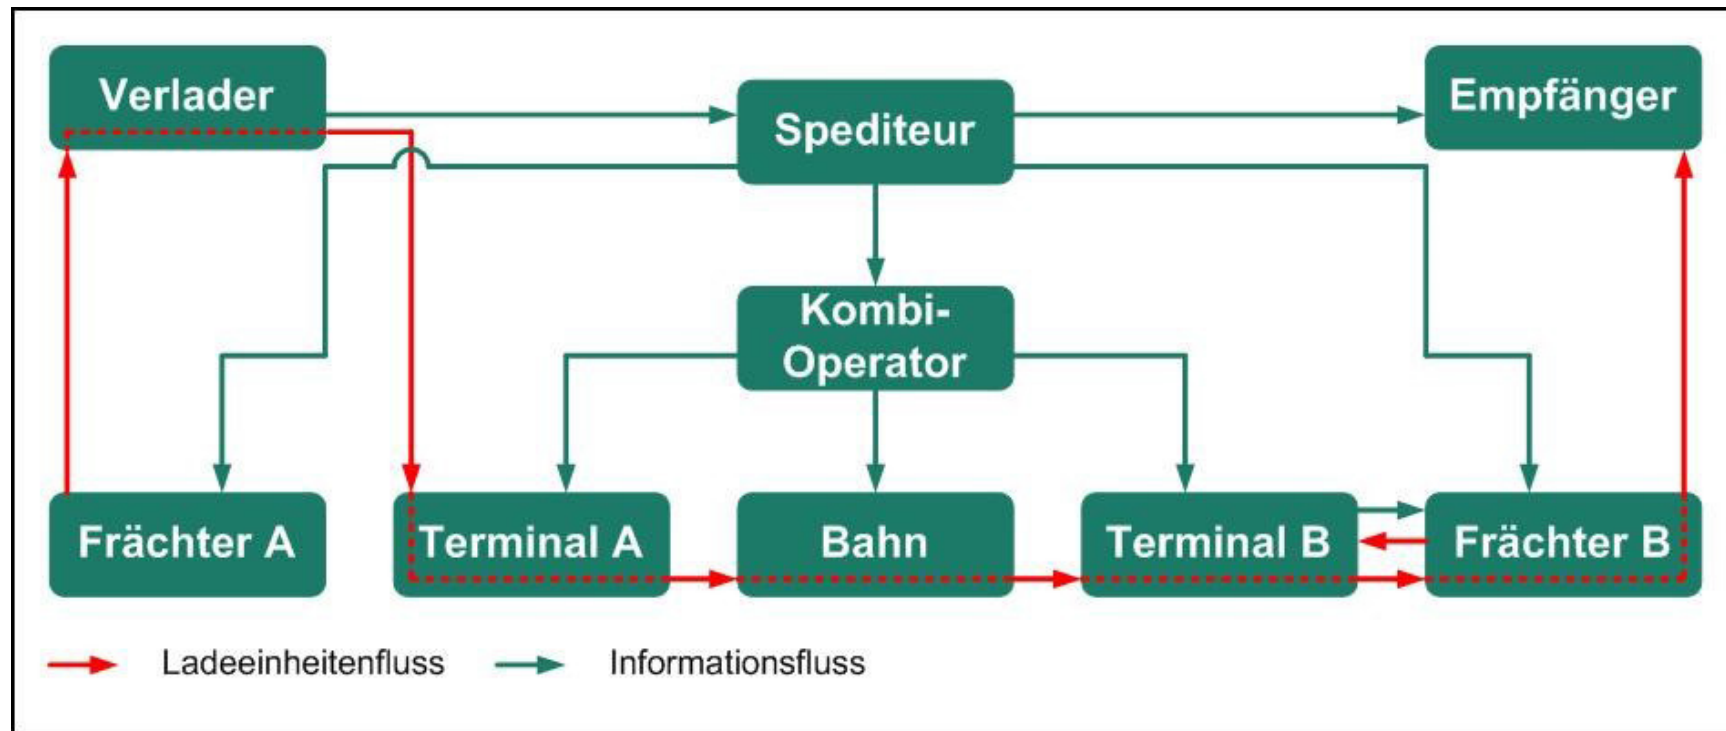 Verlader
Spediteur
Empfänger
Kombi-
Operator
Frächter A
Terminal A
Bahn
Terminal B
Frächter B
Ladeeinheitenfluss
Informationsfluss